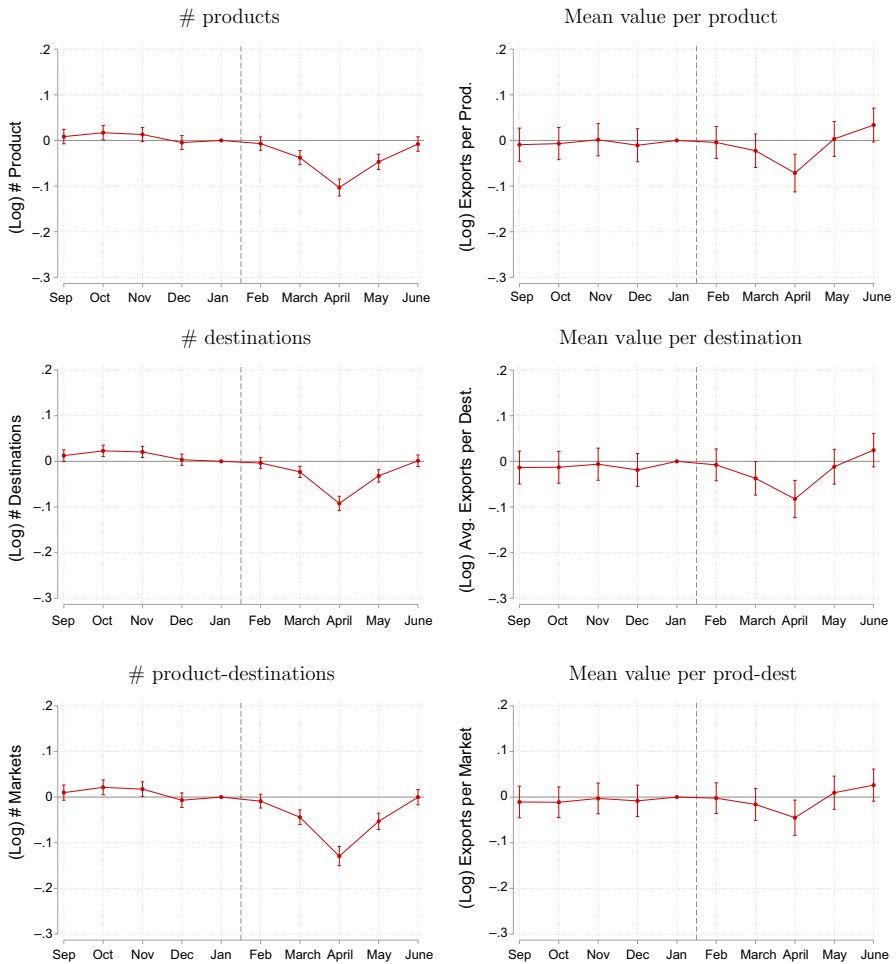 # products
(Log) # Product
.2
.1
0
−.1
−.2
−.3
Sep Oct Nov Dec Jan Feb March April May June
Mean value per product
(Log) Exports per Prod.
.2
.1
0
−.1
−.2
−.3
Sep Oct Nov Dec Jan Feb March April May June
# destinations
(Log) # Destinations
.2
.1
0
−.1
−.2
−.3
Sep Oct Nov Dec Jan Feb March April May June
Mean value per destination
(Log) Avg. Exports per Dest.
.2
.1
0
−.1
−.2
−.3
Sep Oct Nov Dec Jan Feb March April May June
# product-destinations
(Log) # Markets
.2
.1
0
−.1
−.2
−.3
Sep Oct Nov Dec Jan Feb March April May June
Mean value per prod-dest
(Log) Exports per Market
.2
.1
0
−.1
−.2
−.3
Sep Oct Nov Dec Jan Feb March April May June